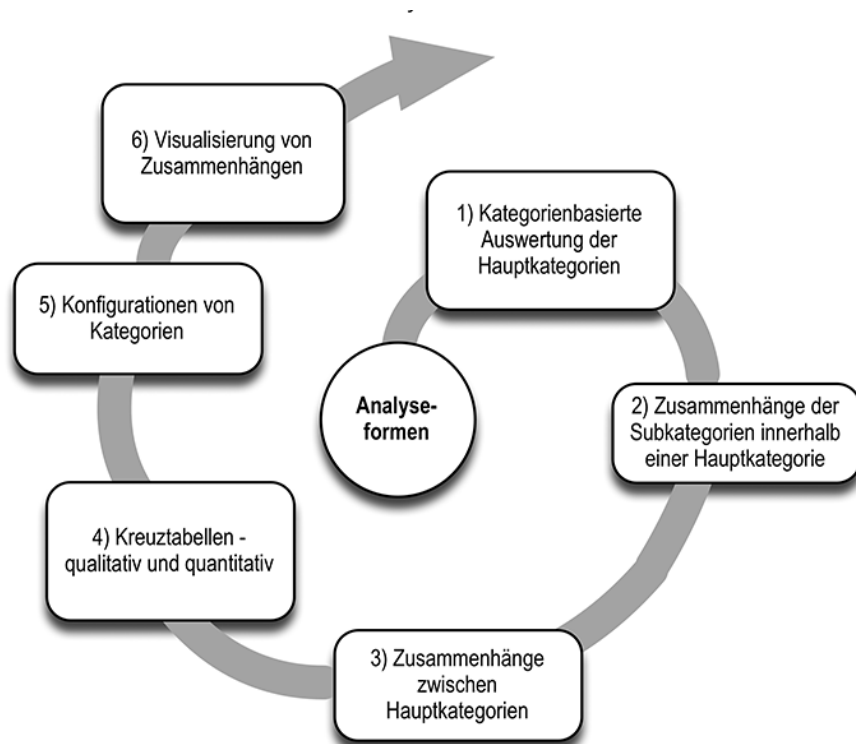 Analyse-
formen
1) Kategorienbasierte
Auswertung der
Hauptkategorien
2) Zusammenhänge der
Subkategorien innerhalb
einer Hauptkategorie
3) Zusammenhänge
zwischen
Hauptkategorien
4) Kreuztabellen -
qualitativ und quantitativ
5) Konfigurationen von
Kategorien
6) Visualisierung von
Zusammenhängen